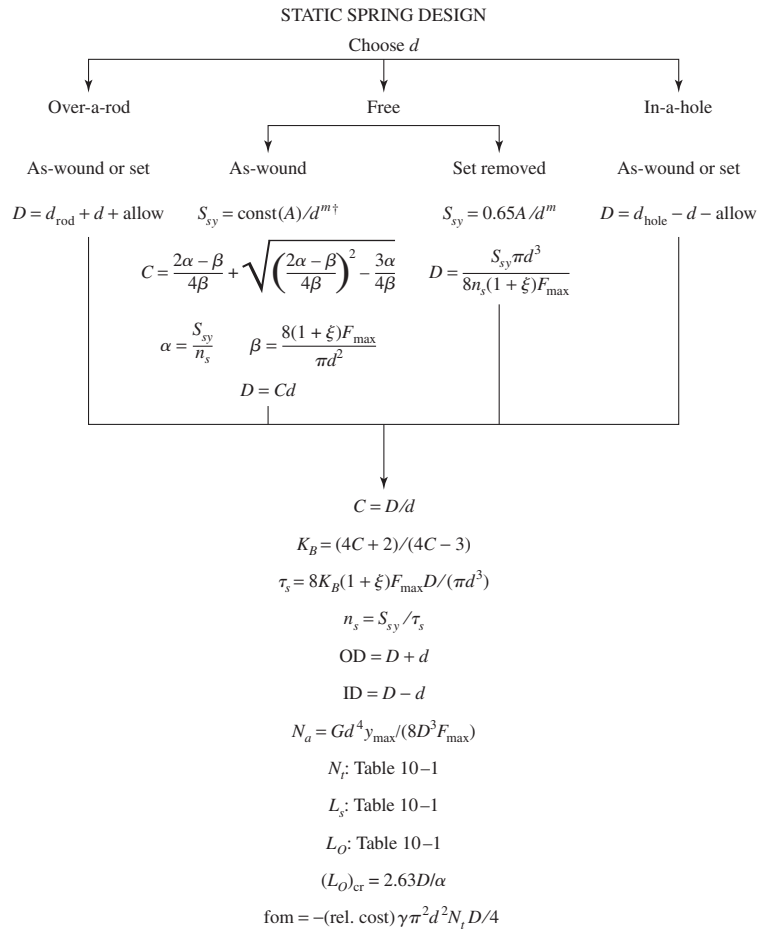 STATIC SPRING DESIGN
Choose d
Over-a-rod Free In-a-hole
As-wound or set As-wound Set removed As-wound or set
D = d_rod + d + allow S_sy = const(A)/d^m† S_sy = 0.65A/d^m D = d_hole − d − allow
C = (2α − β)/(4β) + √(((2α − β)/(4β))² − 3α/(4β)) D = S_sy πd³/(8n_s(1 + ξ)F_max)
α = S_sy/n_s β = 8(1 + ξ)F_max/(πd²)
D = Cd
C = D/d
K_B = (4C + 2)/(4C − 3)
τ_s = 8K_B(1 + ξ)F_max D/(πd³)
n_s = S_sy/τ_s
OD = D + d
ID = D − d
N_a = Gd⁴y_max/(8D³F_max)
N_t: Table 10–1
L_s: Table 10–1
L_O: Table 10–1
(L_O)_cr = 2.63D/α
fom = −(rel. cost)γπ²d²N_t D/4